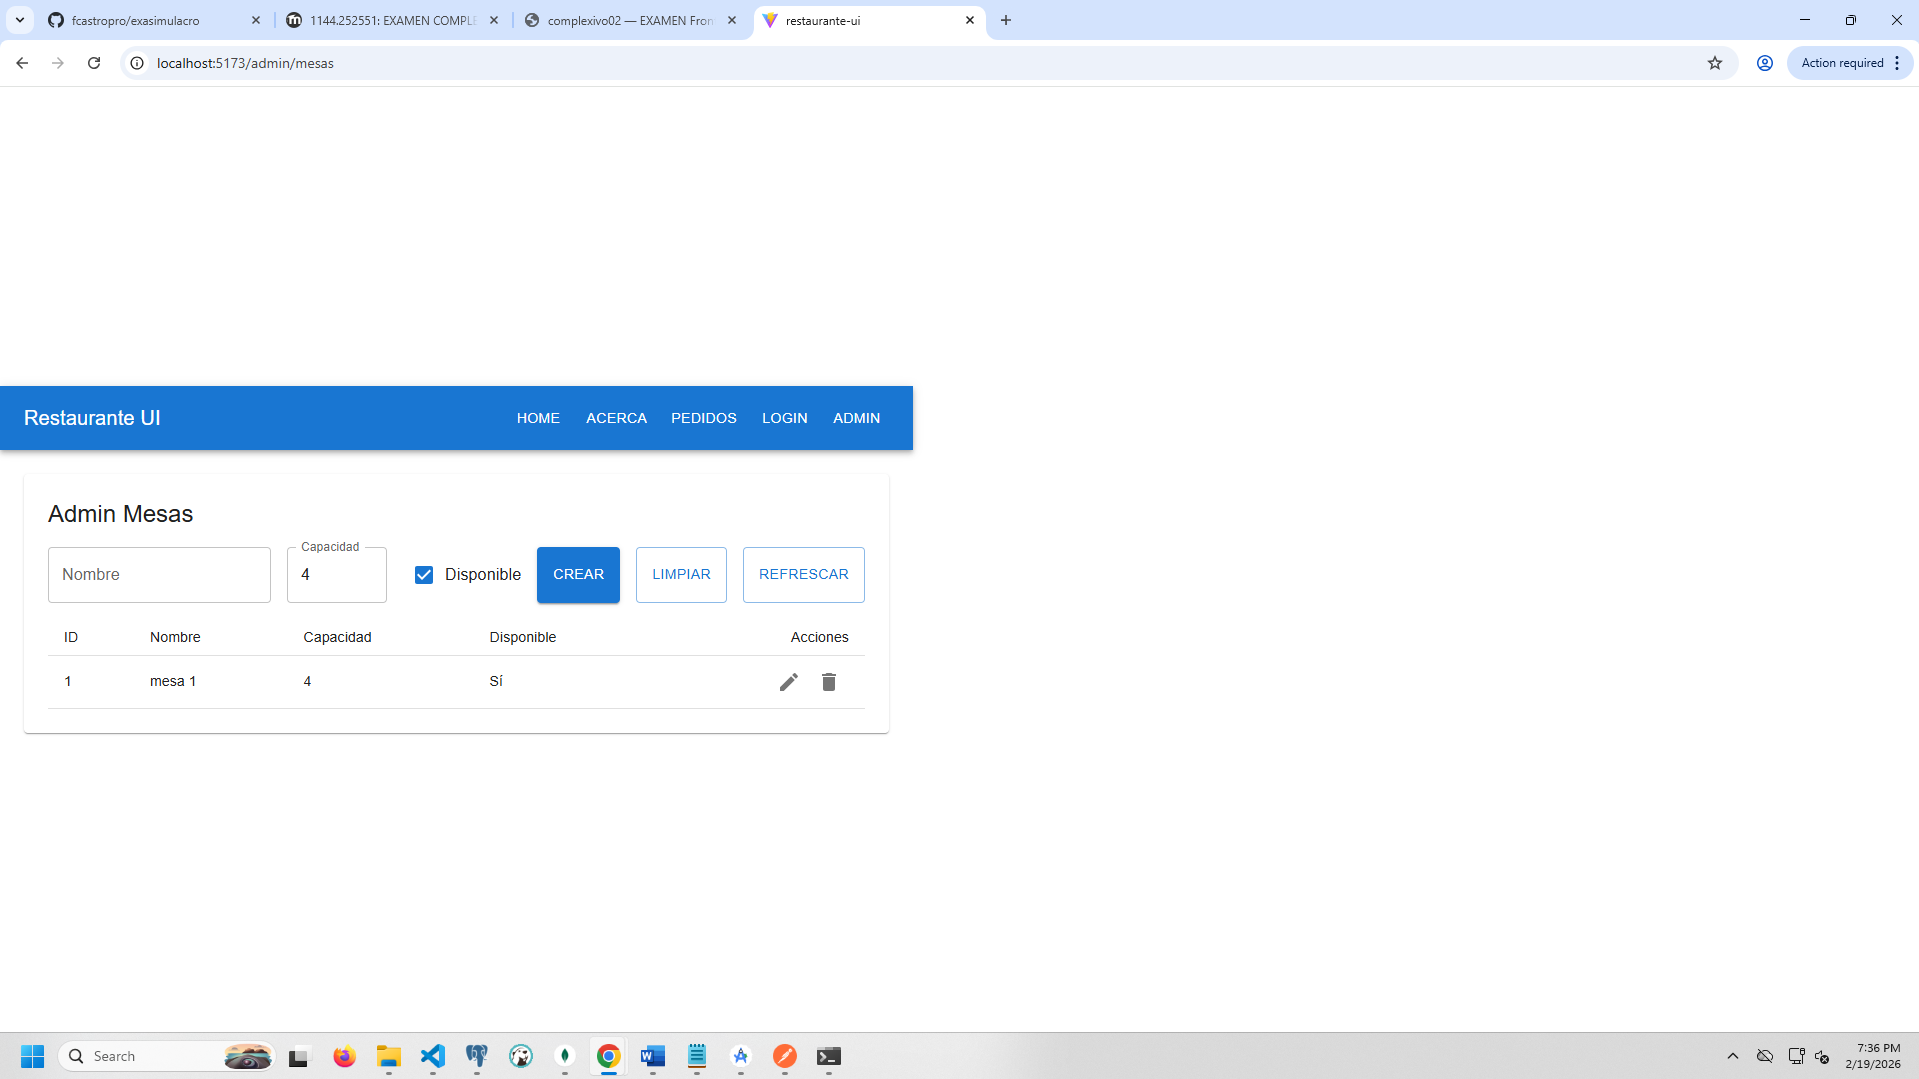 fcastropro/exasimulacro
1144.252551: EXAMEN COMPLE
complexivo02 — EXAMEN Fron
restaurante-ui
localhost:5173/admin/mesas
Action required
Restaurante UI
HOME
ACERCA
PEDIDOS
LOGIN
ADMIN
Admin Mesas
Nombre
Capacidad
4
Disponible
CREAR
LIMPIAR
REFRESCAR
ID Nombre Capacidad Disponible Acciones
1 mesa 1 4 Sí
Search
7:36 PM
2/19/2026